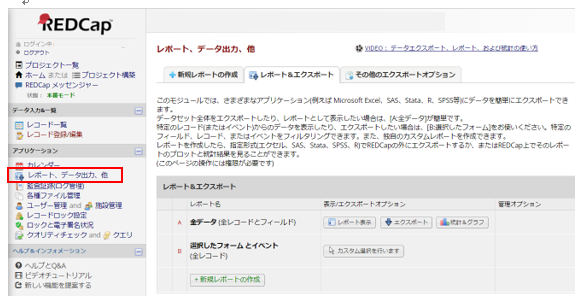 REDCap
ログイン中:
ログアウト
プロジェクト一覧
ホーム または プロジェクト構築
REDCap メッセンジャー
状態： 本番モード
データ入力&一覧
レコード一覧
レコード登録/編集
アプリケーション
カレンダー
レポート、データ出力、他
監査証跡(ログ管理)
各種ファイル管理
ユーザー管理 and 施設管理
レコードロック設定
ロックと電子署名状況
クオリティチェック and クエリ
ヘルプ&インフォメーション
ヘルプとQ&A
ビデオチュートリアル
新しい機能を提案する
レポート、データ出力、他
VIDEO： データエクスポート、レポート、および統計の使い方
+ 新規レポートの作成
レポート&エクスポート
その他のエクスポートオプション
このモジュールでは、さまざまなアプリケーション(例えば Microsoft Excel、SAS、Stata、R、SPSS等)にデータを簡単にエクスポートでき
ます。
データセット全体をエクスポートしたり、レポートとして表示したい場合は、[A:全データ]が簡単です。
特定のレコード(またはイベント)からのデータを表示したり、エクスポートしたい場合は、[B:選択したフォーム]をお使いください。特定の
フィールド、レコード、またはイベントをフィルタリングできます。また、独自のカスタムレポートを作成できます。
レポートを作成したら、指定形式(エクセル、SAS、Stata、SPSS、R)でREDCapの外にエクスポートするか、またはREDCap上でそのレポー
トのプロットと統計結果を見ることができます。
(このページの操作には権限が必要です)
レポート&エクスポート
レポート名
表示/エクスポートオプション
管理オプション
A 全データ (全レコードとフィールド)
レポート表示
エクスポート
統計&グラフ
B 選択したフォーム とイベント
(全レコード)
カスタム選択を行います
+ 新規レポートの作成